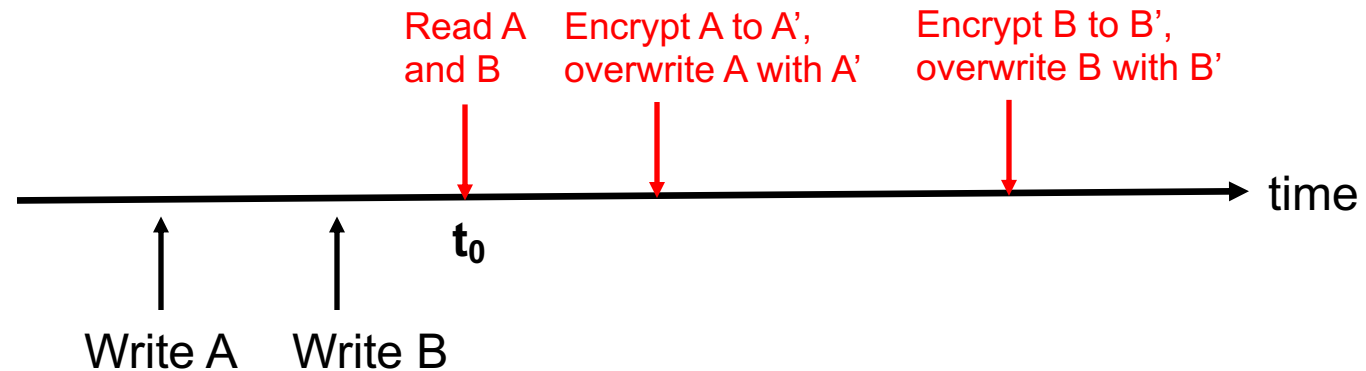 Read A
and B
Encrypt A to A’,
overwrite A with A’
Encrypt B to B’,
overwrite B with B’
time
t₀
Write A
Write B